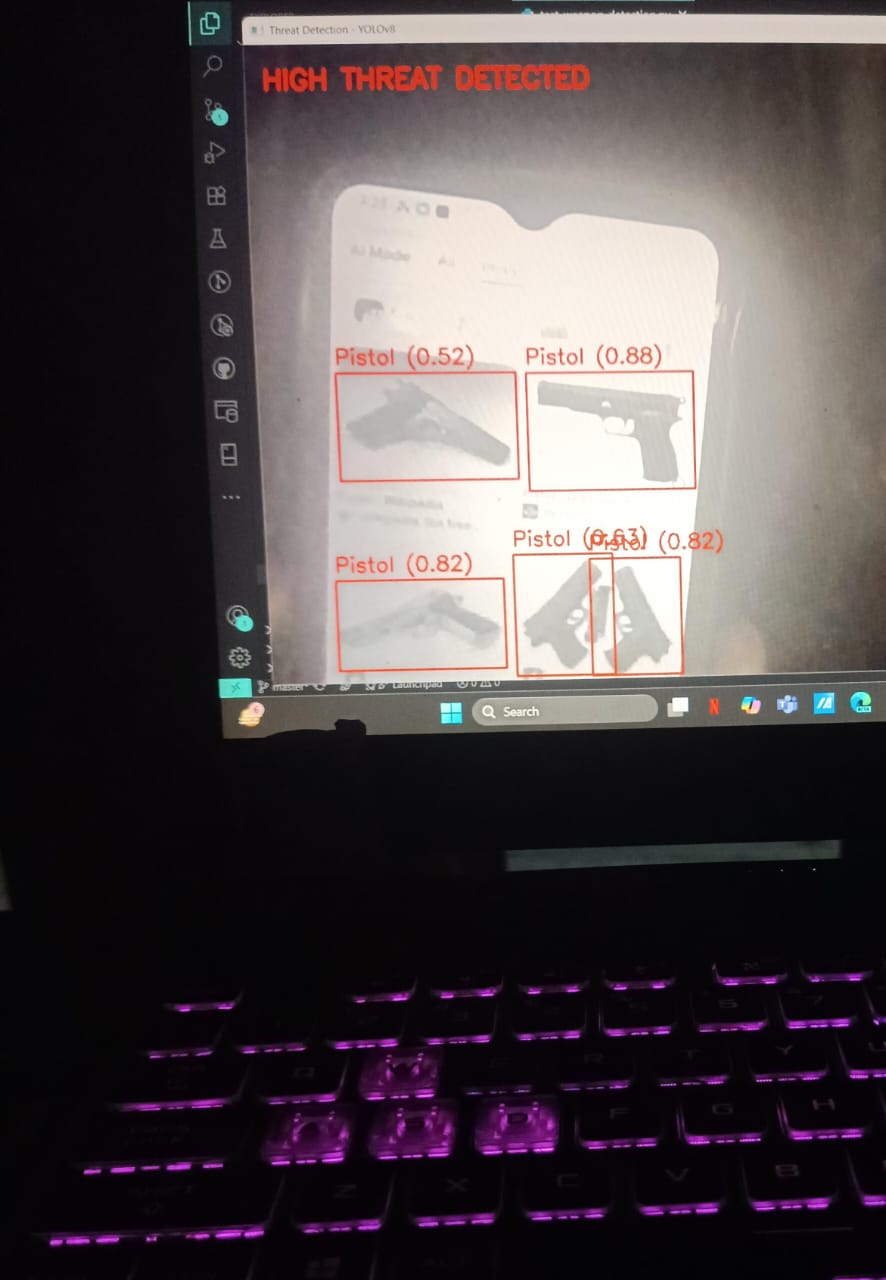 Threat Detection - YOLOv8
HIGH THREAT DETECTED
AI Mode
Pistol (0.52) Pistol (0.88)
Wikipedia
Pistol (0.63) Pistol (0.82)
Pistol (0.82)
master
Launchpad
Search
Q
R T Y U
F G H
Z X C V B